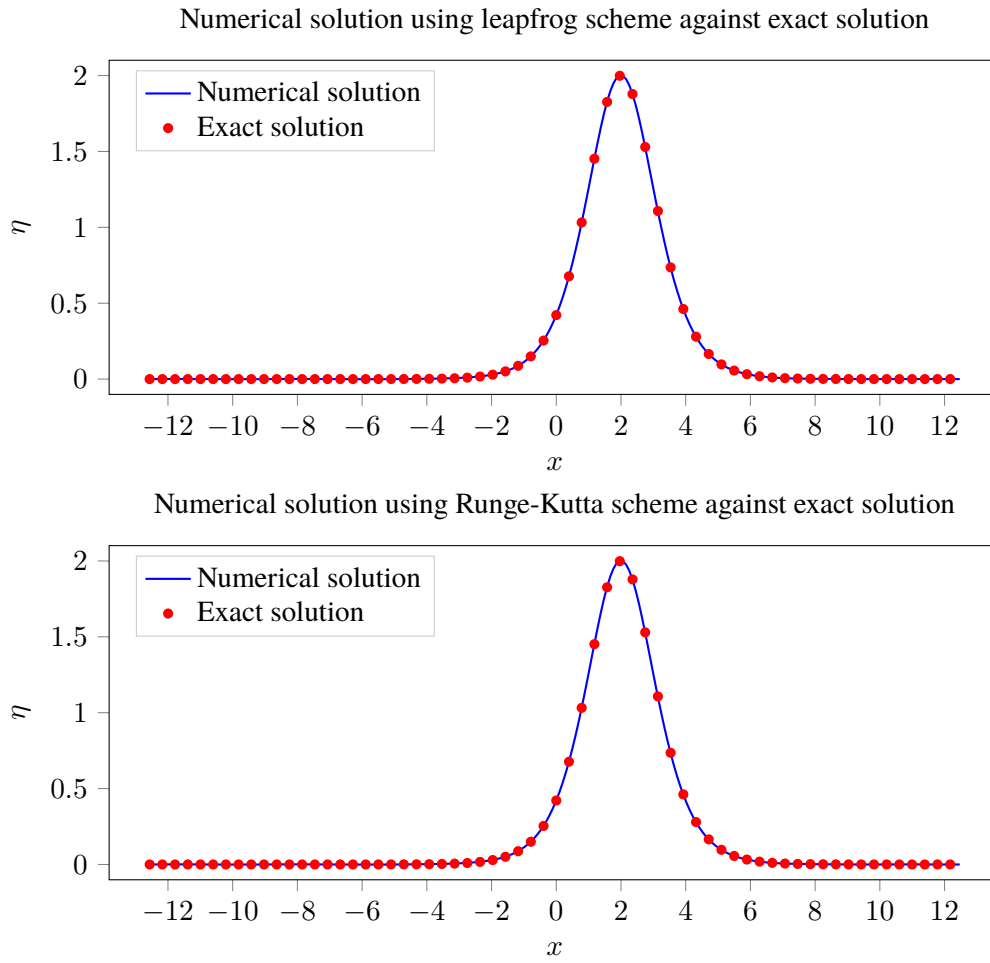 Numerical solution using leapfrog scheme against exact solution
Numerical solution
Exact solution
2
1.5
1
0.5
0
η
−12 −10 −8 −6 −4 −2 0 2 4 6 8 10 12
x
Numerical solution using Runge-Kutta scheme against exact solution
Numerical solution
Exact solution
2
1.5
1
0.5
0
η
−12 −10 −8 −6 −4 −2 0 2 4 6 8 10 12
x